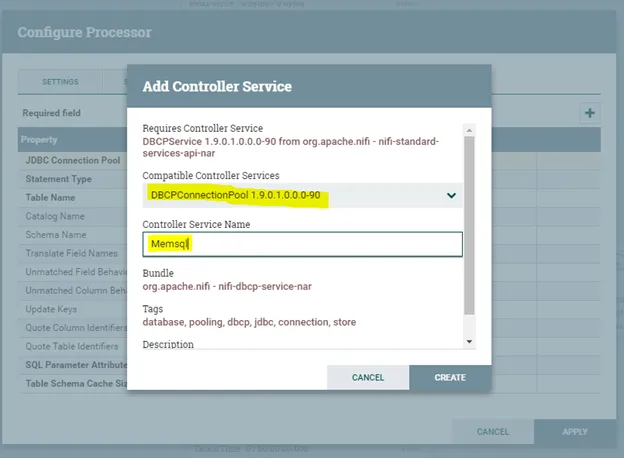 Configure Processor
SETTINGS
Required field
Property
JDBC Connection Pool
Statement Type
Table Name
Catalog Name
Schema Name
Translate Field Names
Unmatched Field Behavi
Unmatched Column Beh
Update Keys
Quote Column Identifiers
Quote Table Identifiers
SQL Parameter Attribute
Table Schema Cache Siz
Add Controller Service
Requires Controller Service
DBCPService 1.9.0.1.0.0.0-90 from org.apache.nifi - nifi-standard-
services-api-nar
Compatible Controller Services
DBCPConnectionPool 1.9.0.1.0.0.0-90
Controller Service Name
Memsql
Bundle
org.apache.nifi - nifi-dbcp-service-nar
Tags
database, pooling, dbcp, jdbc, connection, store
Description
CANCEL
CREATE
CANCEL
APPLY